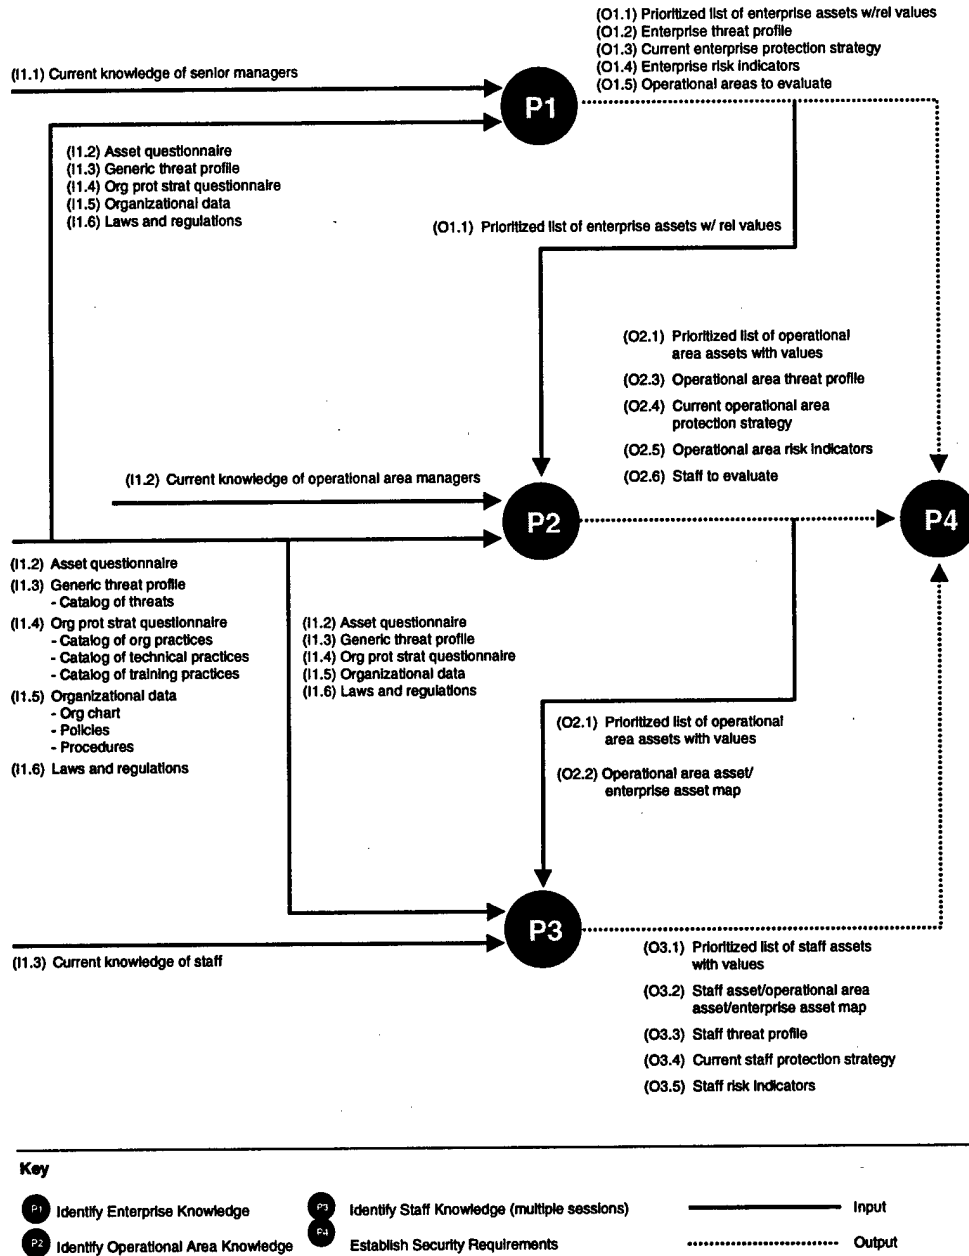 (O1.1) Prioritized list of enterprise assets w/rel values
(O1.2) Enterprise threat profile
(O1.3) Current enterprise protection strategy
(O1.4) Enterprise risk indicators
(O1.5) Operational areas to evaluate
(I1.1) Current knowledge of senior managers
P1
(I1.2) Asset questionnaire
(I1.3) Generic threat profile
(I1.4) Org prot strat questionnaire
(I1.5) Organizational data
(I1.6) Laws and regulations
(O1.1) Prioritized list of enterprise assets w/ rel values
(O2.1) Prioritized list of operational
area assets with values
(O2.3) Operational area threat profile
(O2.4) Current operational area
protection strategy
(O2.5) Operational area risk indicators
(O2.6) Staff to evaluate
(I1.2) Current knowledge of operational area managers
P2
P4
(I1.2) Asset questionnaire
(I1.3) Generic threat profile
- Catalog of threats
(I1.4) Org prot strat questionnaire
- Catalog of org practices
- Catalog of technical practices
- Catalog of training practices
(I1.5) Organizational data
- Org chart
- Policies
- Procedures
(I1.6) Laws and regulations
(I1.2) Asset questionnaire
(I1.3) Generic threat profile
(I1.4) Org prot strat questionnaire
(I1.5) Organizational data
(I1.6) Laws and regulations
(O2.1) Prioritized list of operational
area assets with values
(O2.2) Operational area asset/
enterprise asset map
P3
(I1.3) Current knowledge of staff
(O3.1) Prioritized list of staff assets
with values
(O3.2) Staff asset/operational area
asset/enterprise asset map
(O3.3) Staff threat profile
(O3.4) Current staff protection strategy
(O3.5) Staff risk indicators
Key
P1 Identify Enterprise Knowledge
P3 Identify Staff Knowledge (multiple sessions)
Input
P2 Identify Operational Area Knowledge
P4 Establish Security Requirements
Output